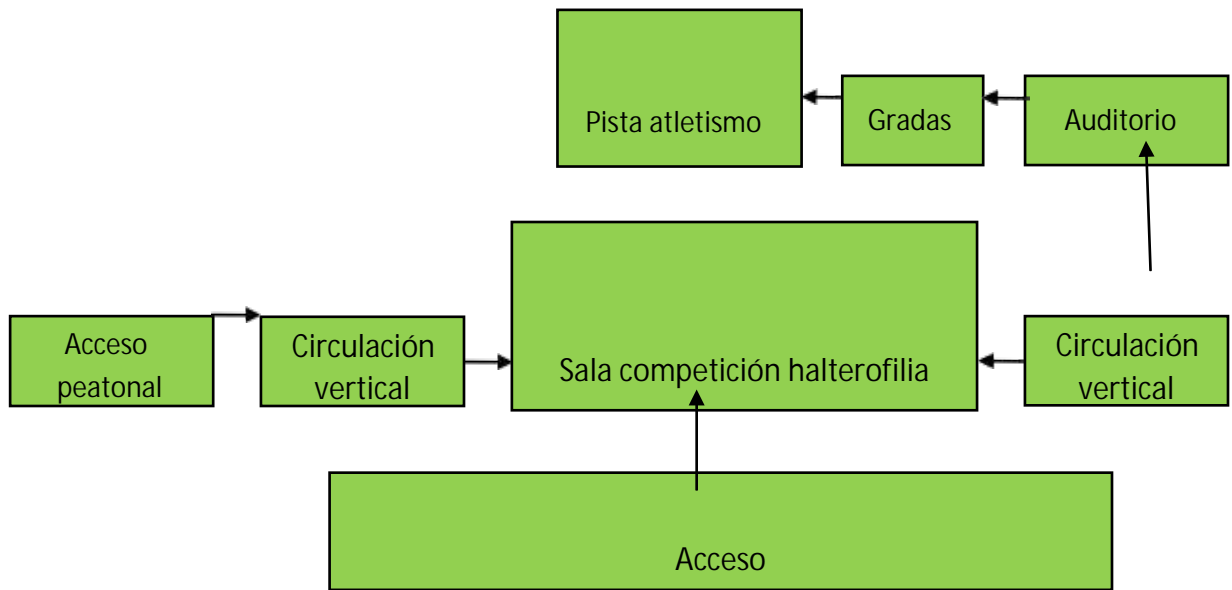 Pista atletismo
Gradas
Auditorio
Acceso
peatonal
Circulación
vertical
Sala competición halterofilia
Circulación
vertical
Acceso